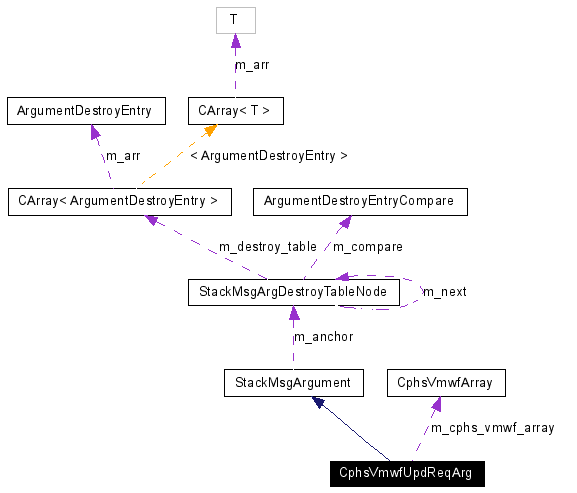 T
m_arr
ArgumentDestroyEntry
CArray< T >
m_arr
< ArgumentDestroyEntry >
CArray< ArgumentDestroyEntry >
ArgumentDestroyEntryCompare
m_destroy_table
m_compare
StackMsgArgDestroyTableNode
m_next
m_anchor
StackMsgArgument
CphsVmwfArray
m_cphs_vmwf_array
CphsVmwfUpdReqArg